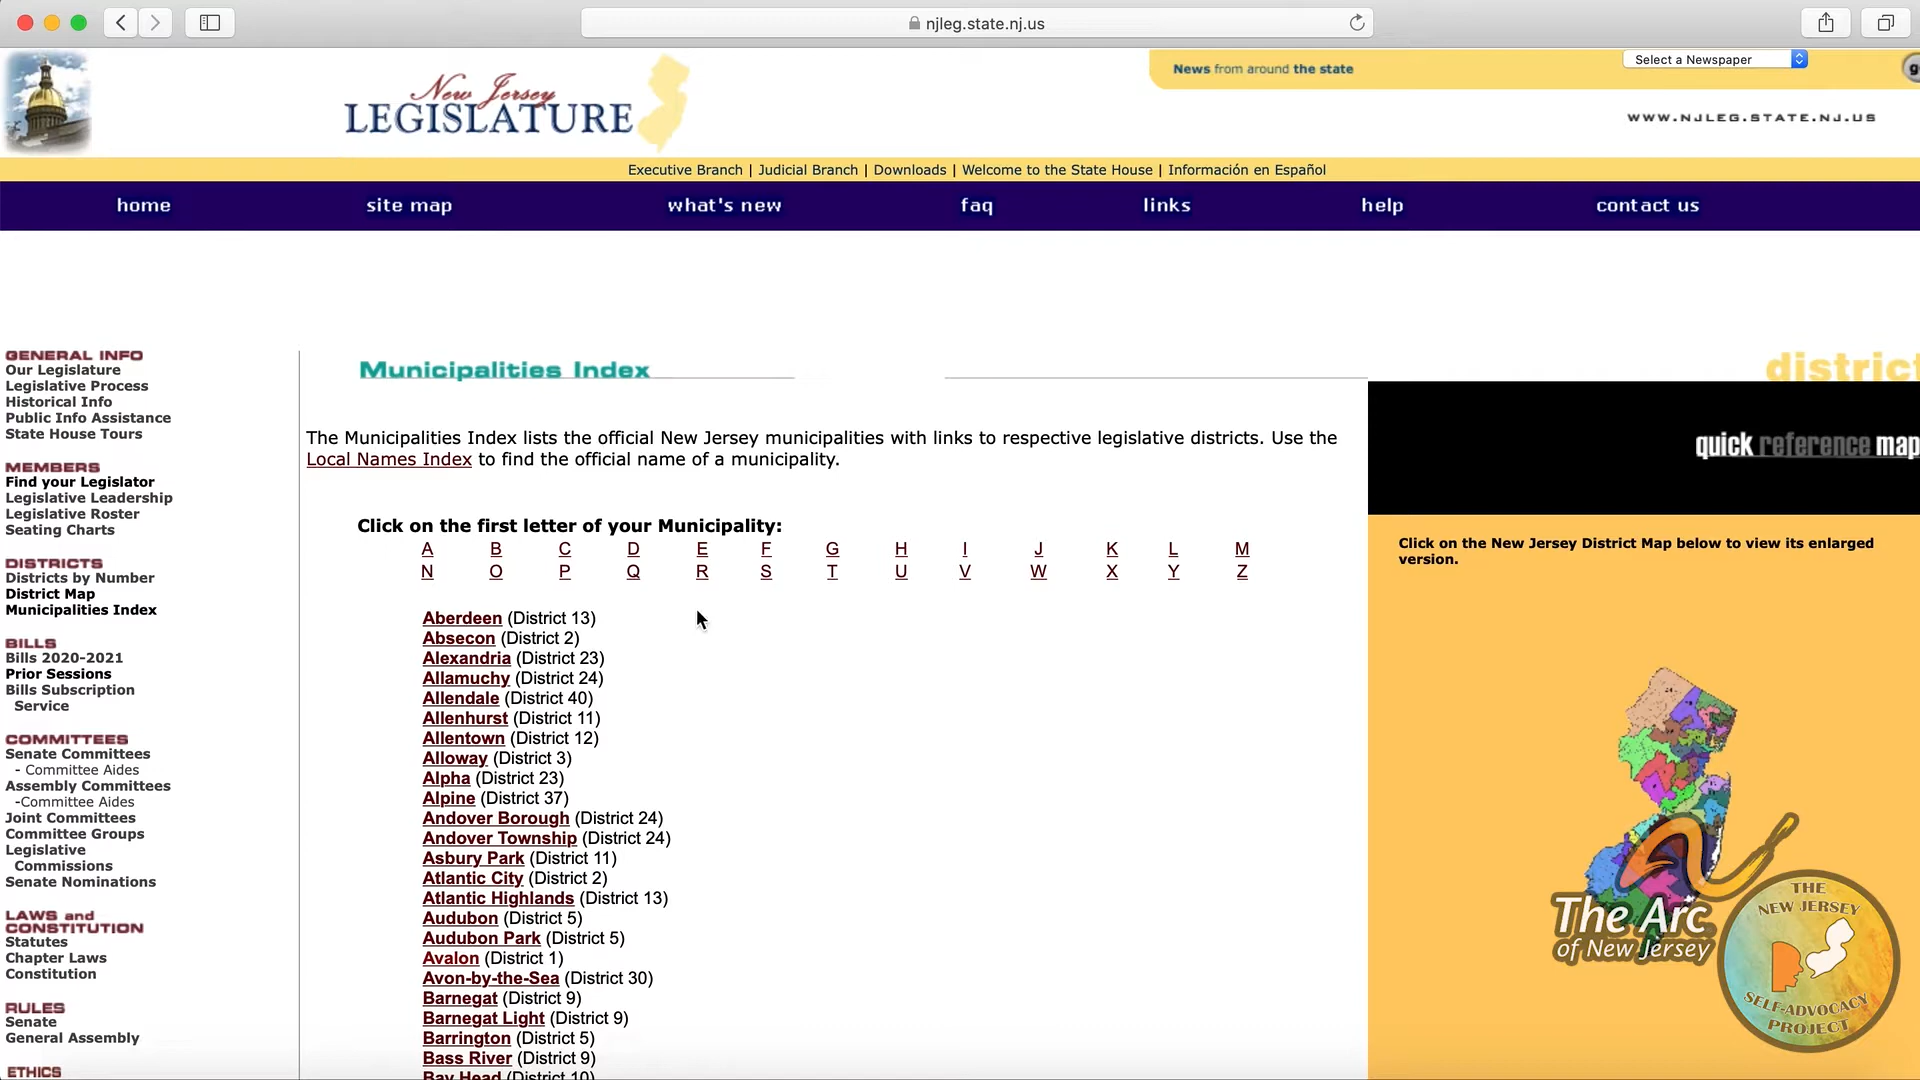 njleg.state.nj.us
New Jersey
LEGISLATURE
News from around the state
Select a Newspaper
WWW.NJLEG.STATE.NJ.US
Executive Branch | Judicial Branch | Downloads | Welcome to the State House | Información en Español
home site map what's new faq links help contact us
GENERAL INFO
Our Legislature
Legislative Process
Historical Info
Public Info Assistance
State House Tours
MEMBERS
Find your Legislator
Legislative Leadership
Legislative Roster
Seating Charts
DISTRICTS
Districts by Number
District Map
Municipalities Index
BILLS
Bills 2020-2021
Prior Sessions
Bills Subscription
Service
COMMITTEES
Senate Committees
- Committee Aides
Assembly Committees
-Committee Aides
Joint Committees
Committee Groups
Legislative
Commissions
Senate Nominations
LAWS and
CONSTITUTION
Statutes
Chapter Laws
Constitution
RULES
Senate
General Assembly
ETHICS
Municipalities Index
The Municipalities Index lists the official New Jersey municipalities with links to respective legislative districts. Use the
Local Names Index to find the official name of a municipality.
Click on the first letter of your Municipality:
A B C D E F G H I J K L M
N O P Q R S T U V W X Y Z
Aberdeen (District 13)
Absecon (District 2)
Alexandria (District 23)
Allamuchy (District 24)
Allendale (District 40)
Allenhurst (District 11)
Allentown (District 12)
Alloway (District 3)
Alpha (District 23)
Alpine (District 37)
Andover Borough (District 24)
Andover Township (District 24)
Asbury Park (District 11)
Atlantic City (District 2)
Atlantic Highlands (District 13)
Audubon (District 5)
Audubon Park (District 5)
Avalon (District 1)
Avon-by-the-Sea (District 30)
Barnegat (District 9)
Barnegat Light (District 9)
Barrington (District 5)
Bass River (District 9)
Bay Head (District 10)
district
quick reference map
Click on the New Jersey District Map below to view its enlarged
version.
The Arc
of New Jersey
THE
NEW JERSEY
SELF-ADVOCACY
PROJECT